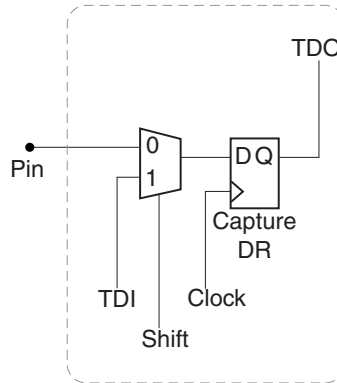 TDO
0
Pin
1
D Q
Capture
DR
TDI
Clock
Shift